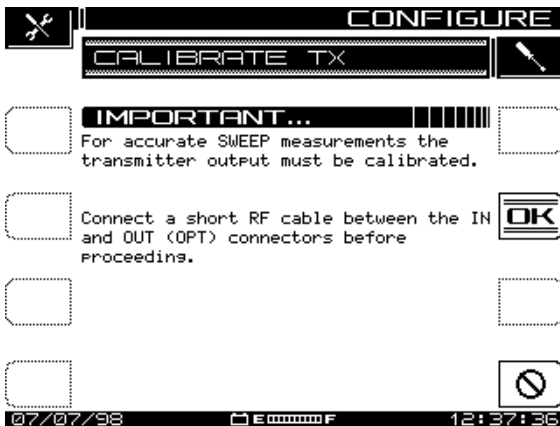 CONFIGURE
CALIBRATE TX
IMPORTANT...
For accurate SWEEP measurements the
transmitter output must be calibrated.
Connect a short RF cable between the IN
and OUT (OPT) connectors before
proceeding.
OK
07/07/98 E F 12:37:36